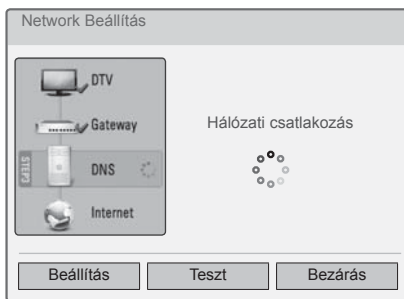 Network Beállítás
DTV
Gateway
Hálózati csatlakozás
STEP3
DNS
Internet
Beállítás
Teszt
Bezárás